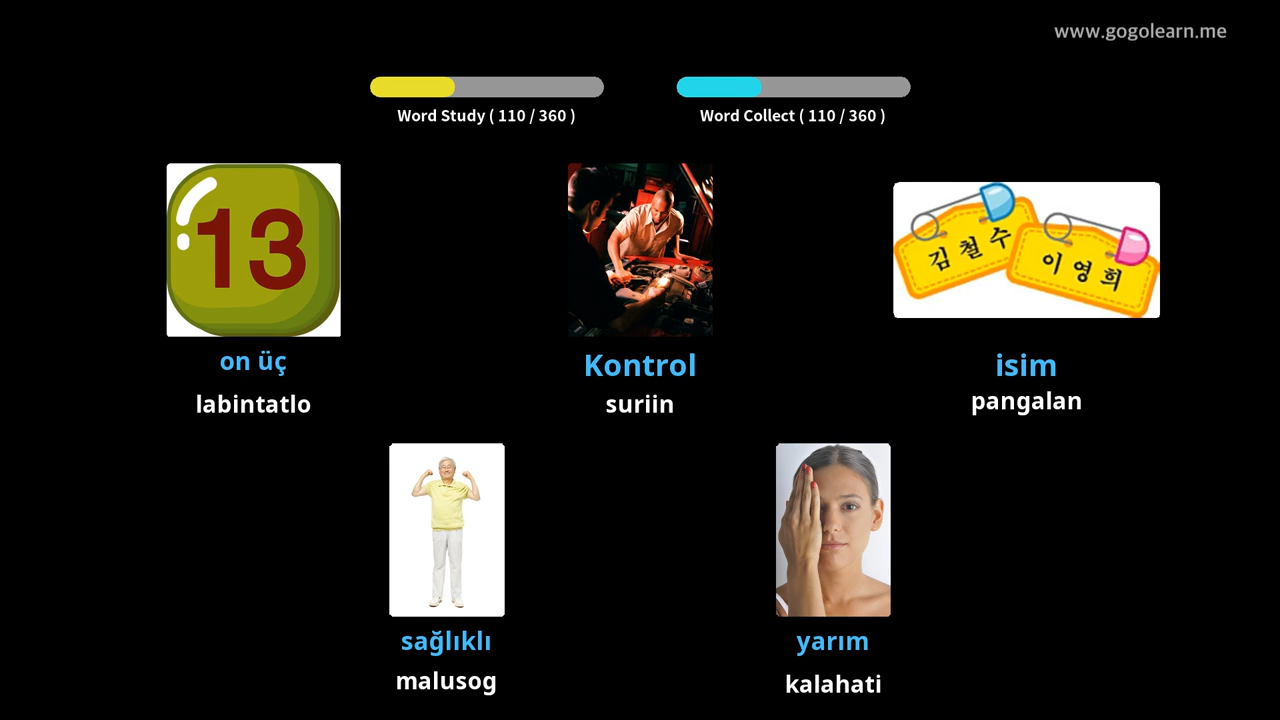 www.gogolearn.me
Word Study ( 110 / 360 )
Word Collect ( 110 / 360 )
13
김철수
이영희
on üç
Kontrol
isim
labintatlo
suriin
pangalan
sağlıklı
yarım
malusog
kalahati